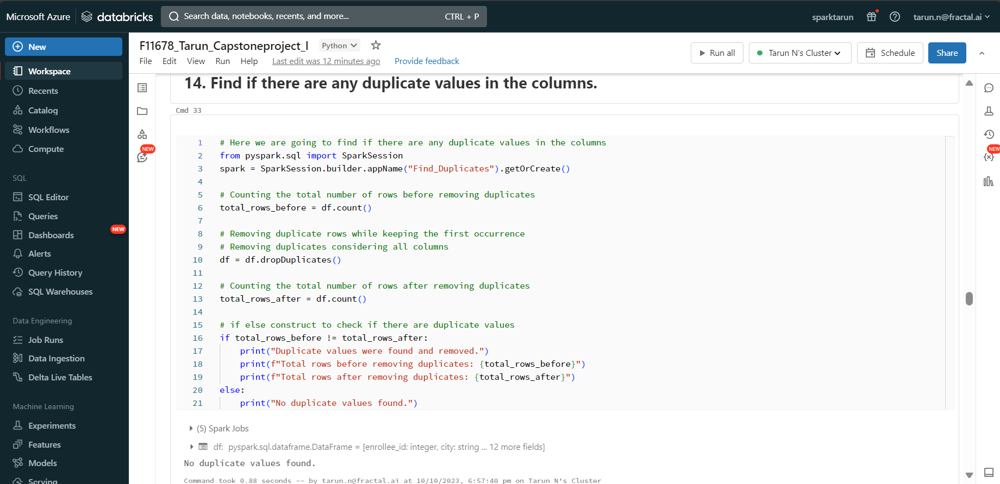 Microsoft Azure
databricks
Search data, notebooks, recents, and more...
CTRL + P
sparktarun
tarun.n@fractal.ai
New
Workspace
Recents
Catalog
Workflows
Compute
SQL
SQL Editor
Queries
Dashboards
NEW
Alerts
Query History
SQL Warehouses
Data Engineering
Job Runs
Data Ingestion
Delta Live Tables
Machine Learning
Experiments
Features
Models
Serving
F11678_Tarun_Capstoneproject_I
Python
File Edit View Run Help
Last edit was 12 minutes ago
Provide feedback
Run all
Tarun N's Cluster
Schedule
Share
NEW
NEW
14. Find if there are any duplicate values in the columns.
Cmd 33
1 # Here we are going to find if there are any duplicate values in the columns
2 from pyspark.sql import SparkSession
3 spark = SparkSession.builder.appName("Find_Duplicates").getOrCreate()
4
5 # Counting the total number of rows before removing duplicates
6 total_rows_before = df.count()
7
8 # Removing duplicate rows while keeping the first occurrence
9 # Removing duplicates considering all columns
10 df = df.dropDuplicates()
11
12 # Counting the total number of rows after removing duplicates
13 total_rows_after = df.count()
14
15 # if else construct to check if there are duplicate values
16 if total_rows_before != total_rows_after:
17 print("Duplicate values were found and removed.")
18 print(f"Total rows before removing duplicates: {total_rows_before}")
19 print(f"Total rows after removing duplicates: {total_rows_after}")
20 else:
21 print("No duplicate values found.")
(5) Spark Jobs
df: pyspark.sql.dataframe.DataFrame = [enrollee_id: integer, city: string ... 12 more fields]
No duplicate values found.
Command took 0.88 seconds -- by tarun.n@fractal.ai at 10/10/2023, 6:57:40 pm on Tarun N's Cluster